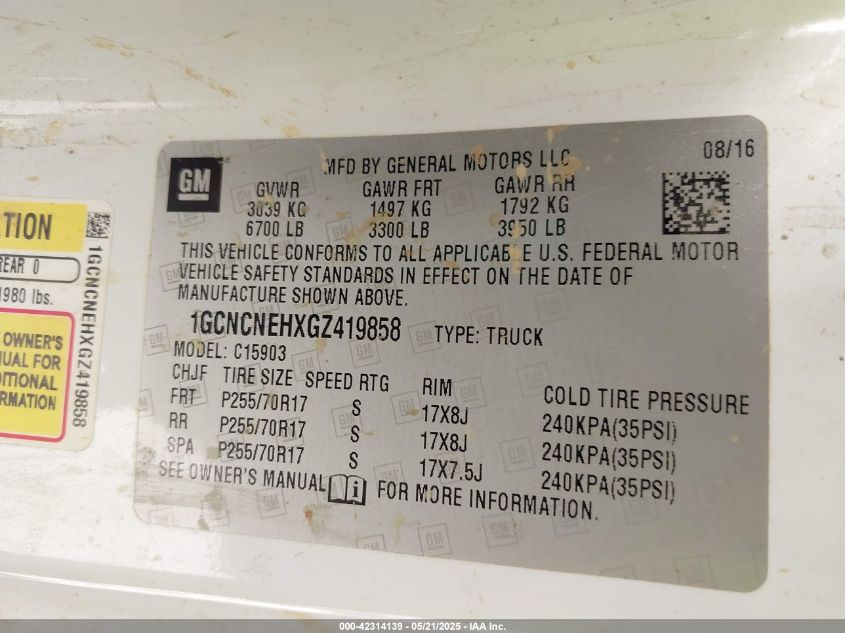 GM
MFD BY GENERAL MOTORS LLC
08/16
GVWR GAWR FRT GAWR RR
3039 KG 1497 KG 1792 KG
6700 LB 3300 LB 3950 LB
THIS VEHICLE CONFORMS TO ALL APPLICABLE U.S. FEDERAL MOTOR
VEHICLE SAFETY STANDARDS IN EFFECT ON THE DATE OF
MANUFACTURE SHOWN ABOVE.
1GCNCNEHXGZ419858 TYPE: TRUCK
MODEL: C15903
CHJF TIRE SIZE SPEED RTG RIM COLD TIRE PRESSURE
FRT P255/70R17 S 17X8J 240KPA(35PSI)
RR P255/70R17 S 17X8J 240KPA(35PSI)
SPA P255/70R17 S 17X7.5J 240KPA(35PSI)
SEE OWNER'S MANUAL FOR MORE INFORMATION.
REAR 0
1980 lbs.
OWNER'S
FOR
1GCNCNEHXGZ419858
000-42314139 - 05/21/2025 - IAA Inc.